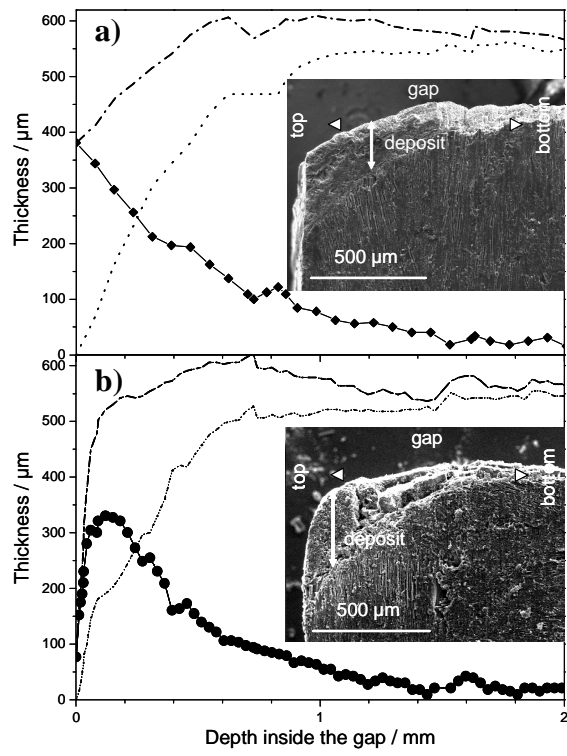 a)
600
500
400
300
200
100
0
Thickness / µm
gap
top
bottom
deposit
500 µm
b)
600
500
400
300
200
100
0
Thickness / µm
gap
top
bottom
deposit
500 µm
0 1 2
Depth inside the gap / mm